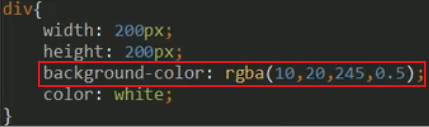 div{
width: 200px;
height: 200px;
background-color: rgba(10,20,245,0.5);
color: white;
}